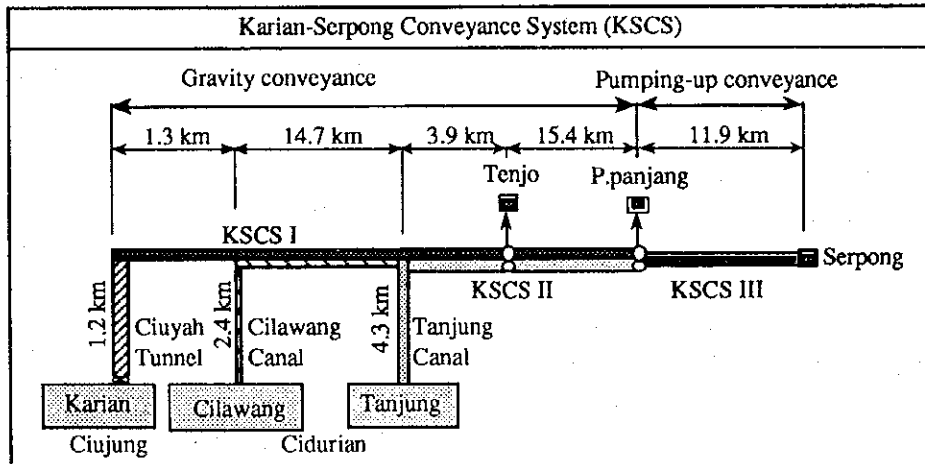 Karian-Serpong Conveyance System (KSCS)
Gravity conveyance
Pumping-up conveyance
1.3 km
14.7 km
3.9 km
15.4 km
11.9 km
Tenjo
P.panjang
KSCS I
Serpong
KSCS II
KSCS III
1.2 km
Ciuyah
Tunnel
2.4 km
Cilawang
Canal
4.3 km
Tanjung
Canal
Karian
Cilawang
Tanjung
Ciujung
Cidurian